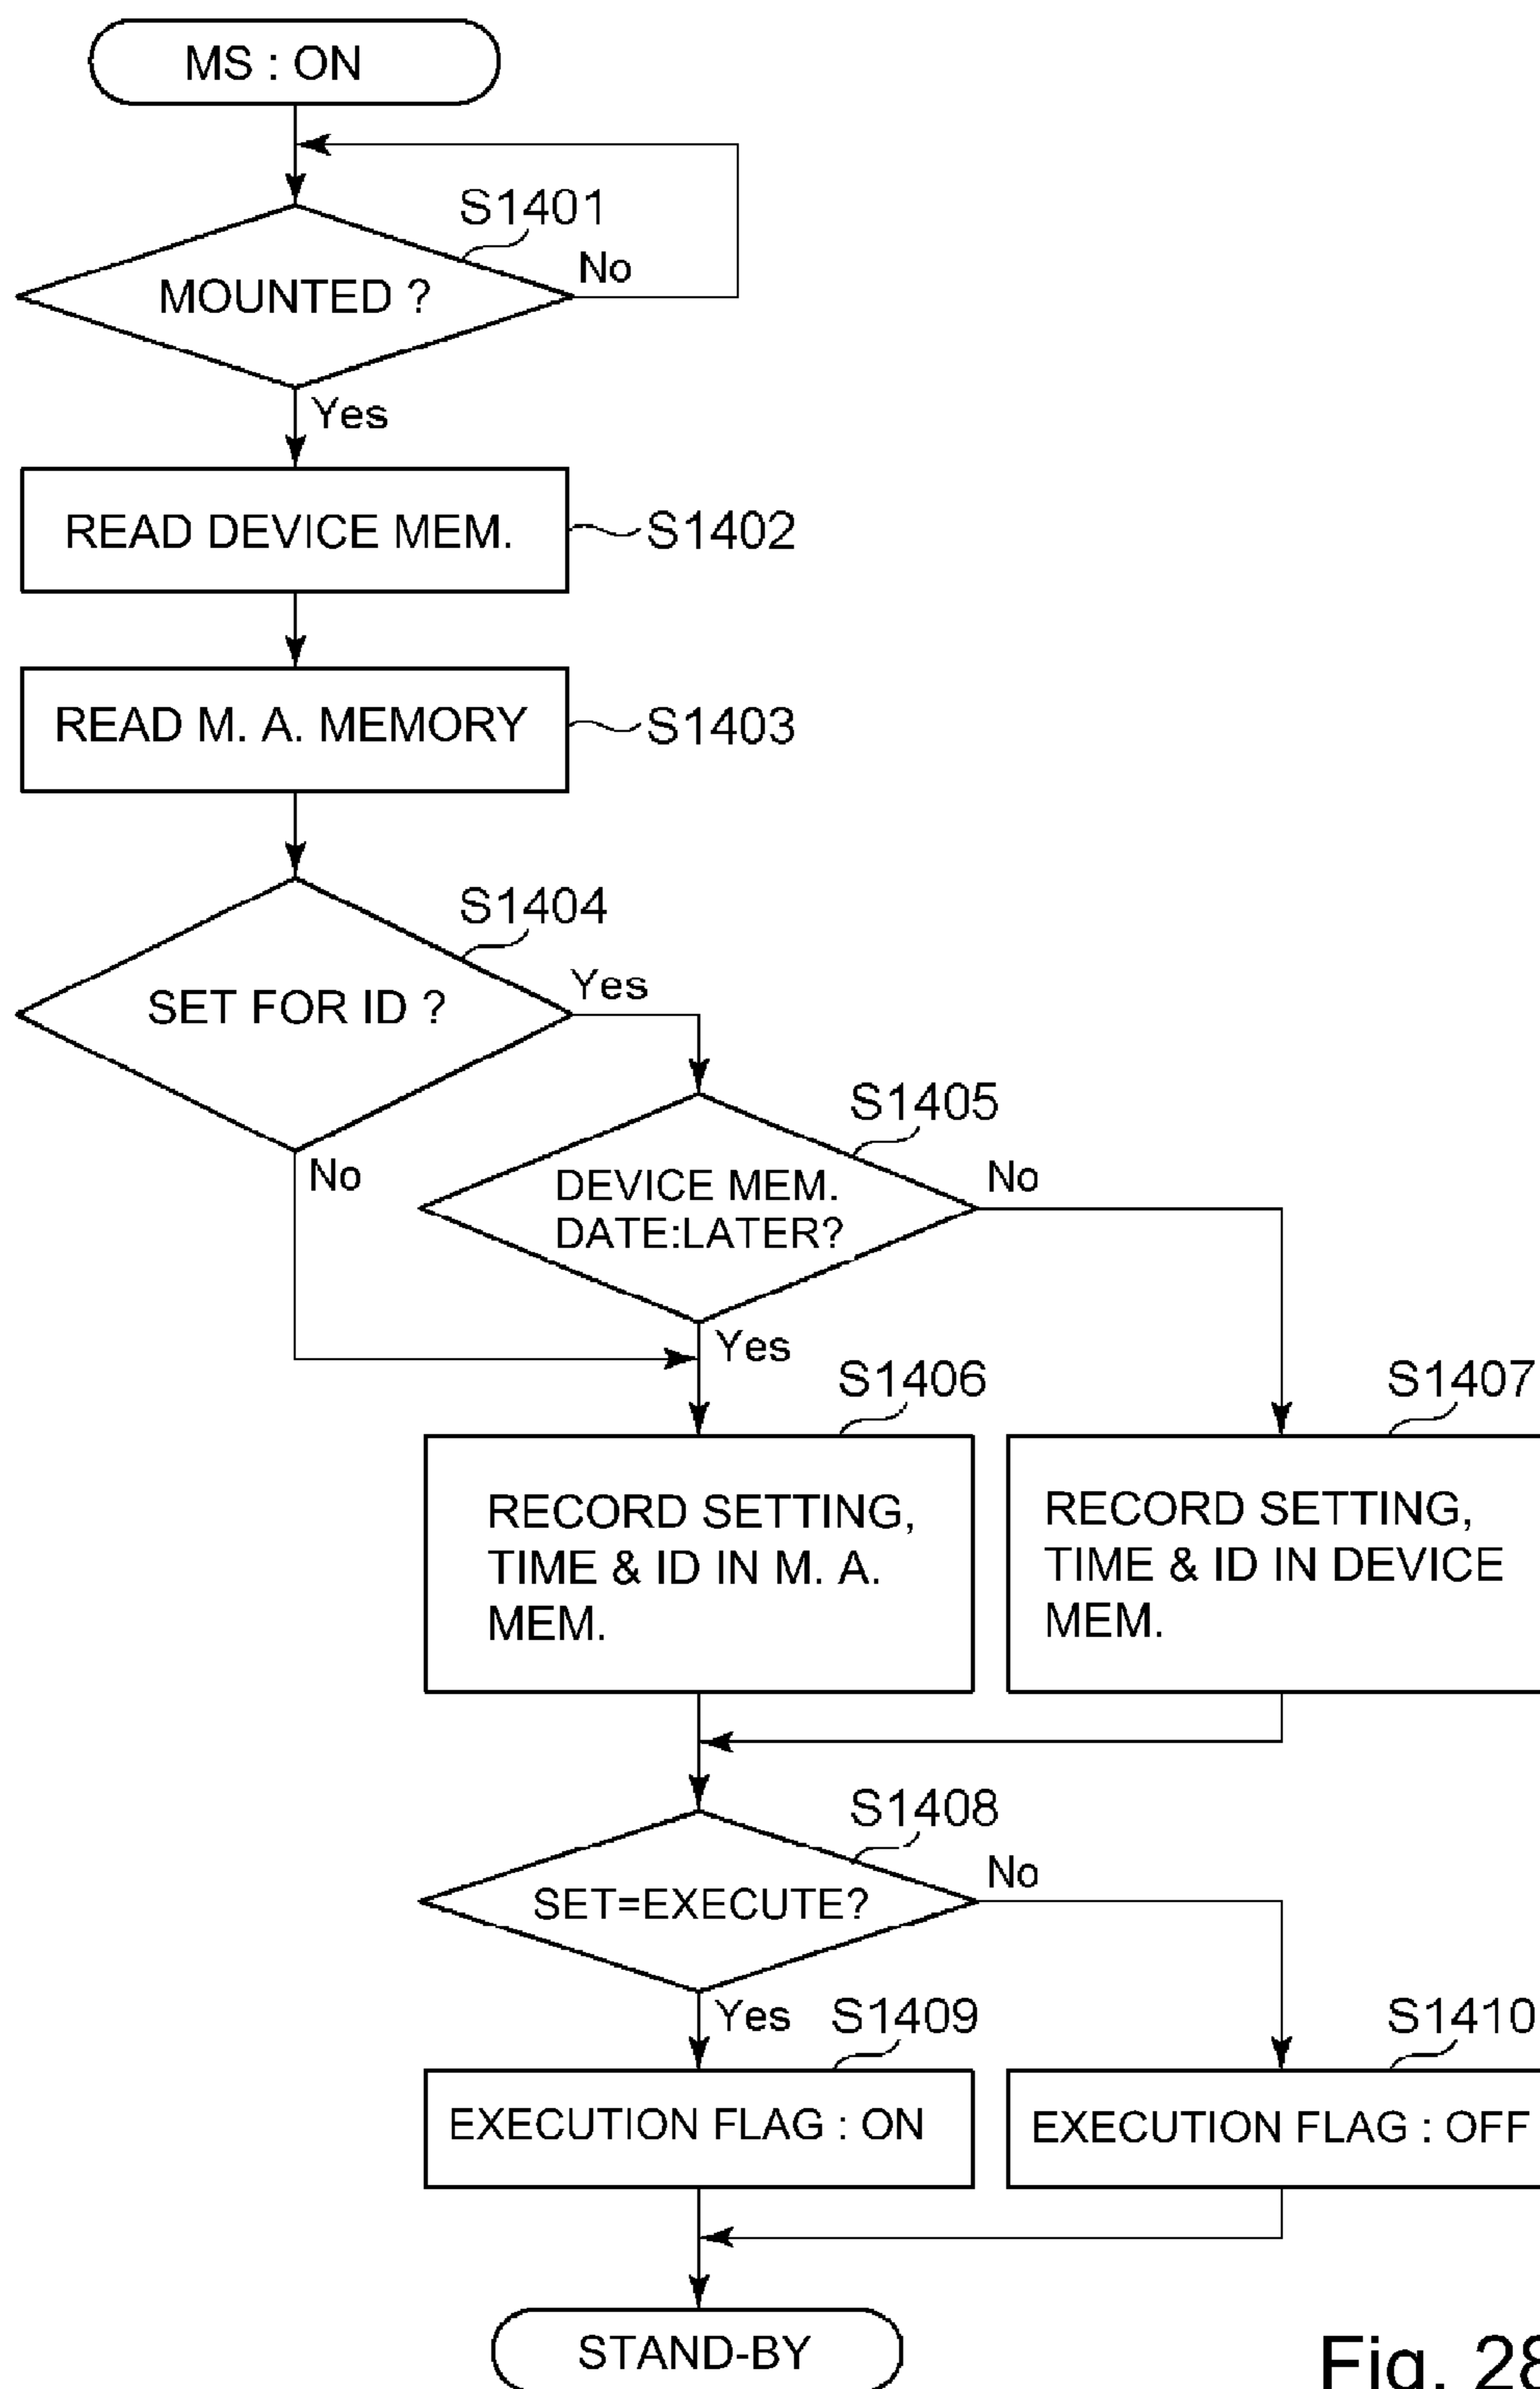 MS : ON
S1401
MOUNTED ?
No
Yes
READ DEVICE MEM.
S1402
READ M. A. MEMORY
S1403
S1404
SET FOR ID ?
Yes
No
S1405
DEVICE MEM.
DATE:LATER?
No
Yes
S1406
RECORD SETTING,
TIME & ID IN M. A.
MEM.
S1407
RECORD SETTING,
TIME & ID IN DEVICE
MEM.
S1408
SET=EXECUTE?
No
Yes
S1409
EXECUTION FLAG : ON
S1410
EXECUTION FLAG : OFF
STAND-BY
Fig. 28